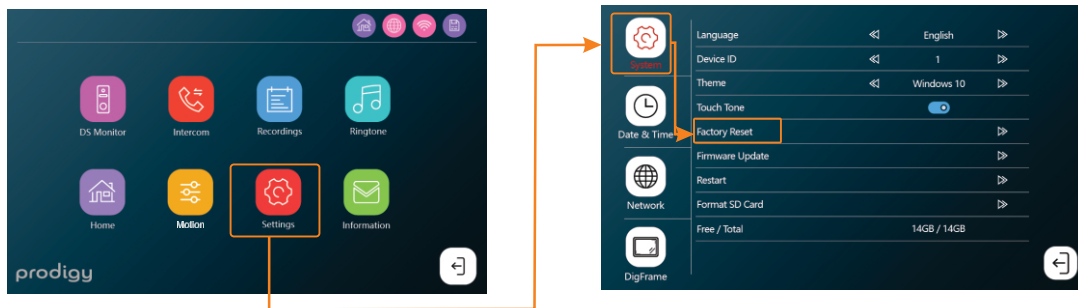 DS Monitor Intercom Recordings Ringtone
Home Motion Settings Information
prodigy
System
Date & Time
Network
DigFrame
Language English
Device ID 1
Theme Windows 10
Touch Tone
Factory Reset
Firmware Update
Restart
Format SD Card
Free / Total 14GB / 14GB